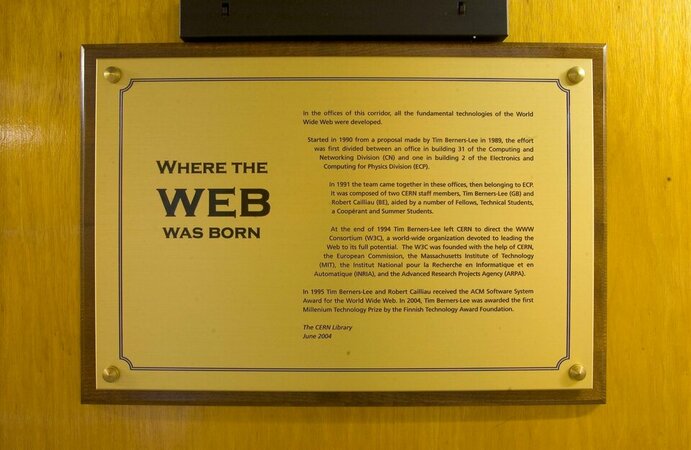 WHERE THE
WEB
WAS BORN
In the offices of this corridor, all the fundamental technologies of the World
Wide Web were developed.
Started in 1990 from a proposal made by Tim Berners-Lee in 1989, the effort
was first divided between an office in building 31 of the Computing and
Networking Division (CN) and one in building 2 of the Electronics and
Computing for Physics Division (ECP).
In 1991 the team came together in these offices, then belonging to ECP.
It was composed of two CERN staff members, Tim Berners-Lee (GB) and
Robert Cailliau (BE), aided by a number of Fellows, Technical Students,
a Coopérant and Summer Students.
At the end of 1994 Tim Berners-Lee left CERN to direct the WWW
Consortium (W3C), a world-wide organization devoted to leading the
Web to its full potential. The W3C was founded with the help of CERN,
the European Commission, the Massachusetts Institute of Technology
(MIT), the Institut National pour la Recherche en Informatique et en
Automatique (INRIA), and the Advanced Research Projects Agency (ARPA).
In 1995 Tim Berners-Lee and Robert Cailliau received the ACM Software System
Award for the World Wide Web. In 2004, Tim Berners-Lee was awarded the first
Millenium Technology Prize by the Finnish Technology Award Foundation.
The CERN Library
June 2004